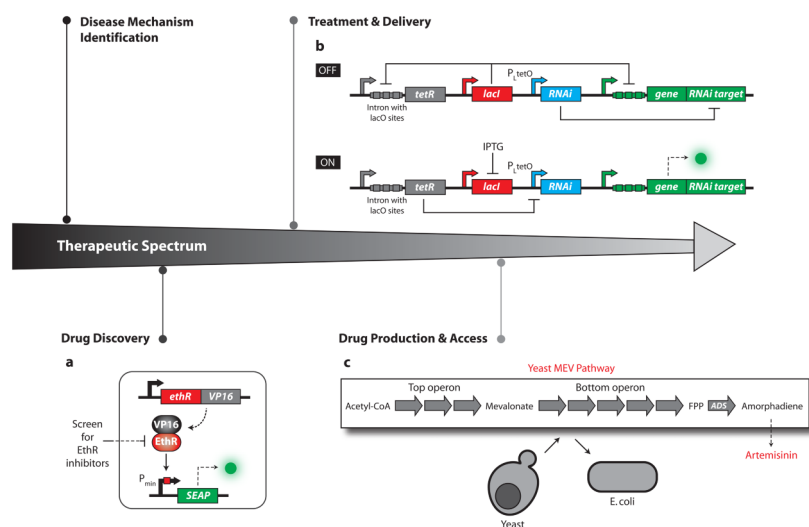 Disease Mechanism
Identification
Treatment & Delivery
b
OFF
PLtetO
tetR
lacI
RNAi
gene
RNAi target
Intron with
lacO sites
IPTG
ON
PLtetO
tetR
lacI
RNAi
gene
RNAi target
Intron with
lacO sites
Therapeutic Spectrum
Drug Discovery
a
ethR
VP16
VP16
EthR
Screen
for
EthR
inhibitors
Pmin
SEAP
Drug Production & Access
c
Yeast MEV Pathway
Top operon
Bottom operon
Acetyl-CoA
Mevalonate
FPP
ADS
Amorphadiene
Artemisinin
Yeast
E. coli